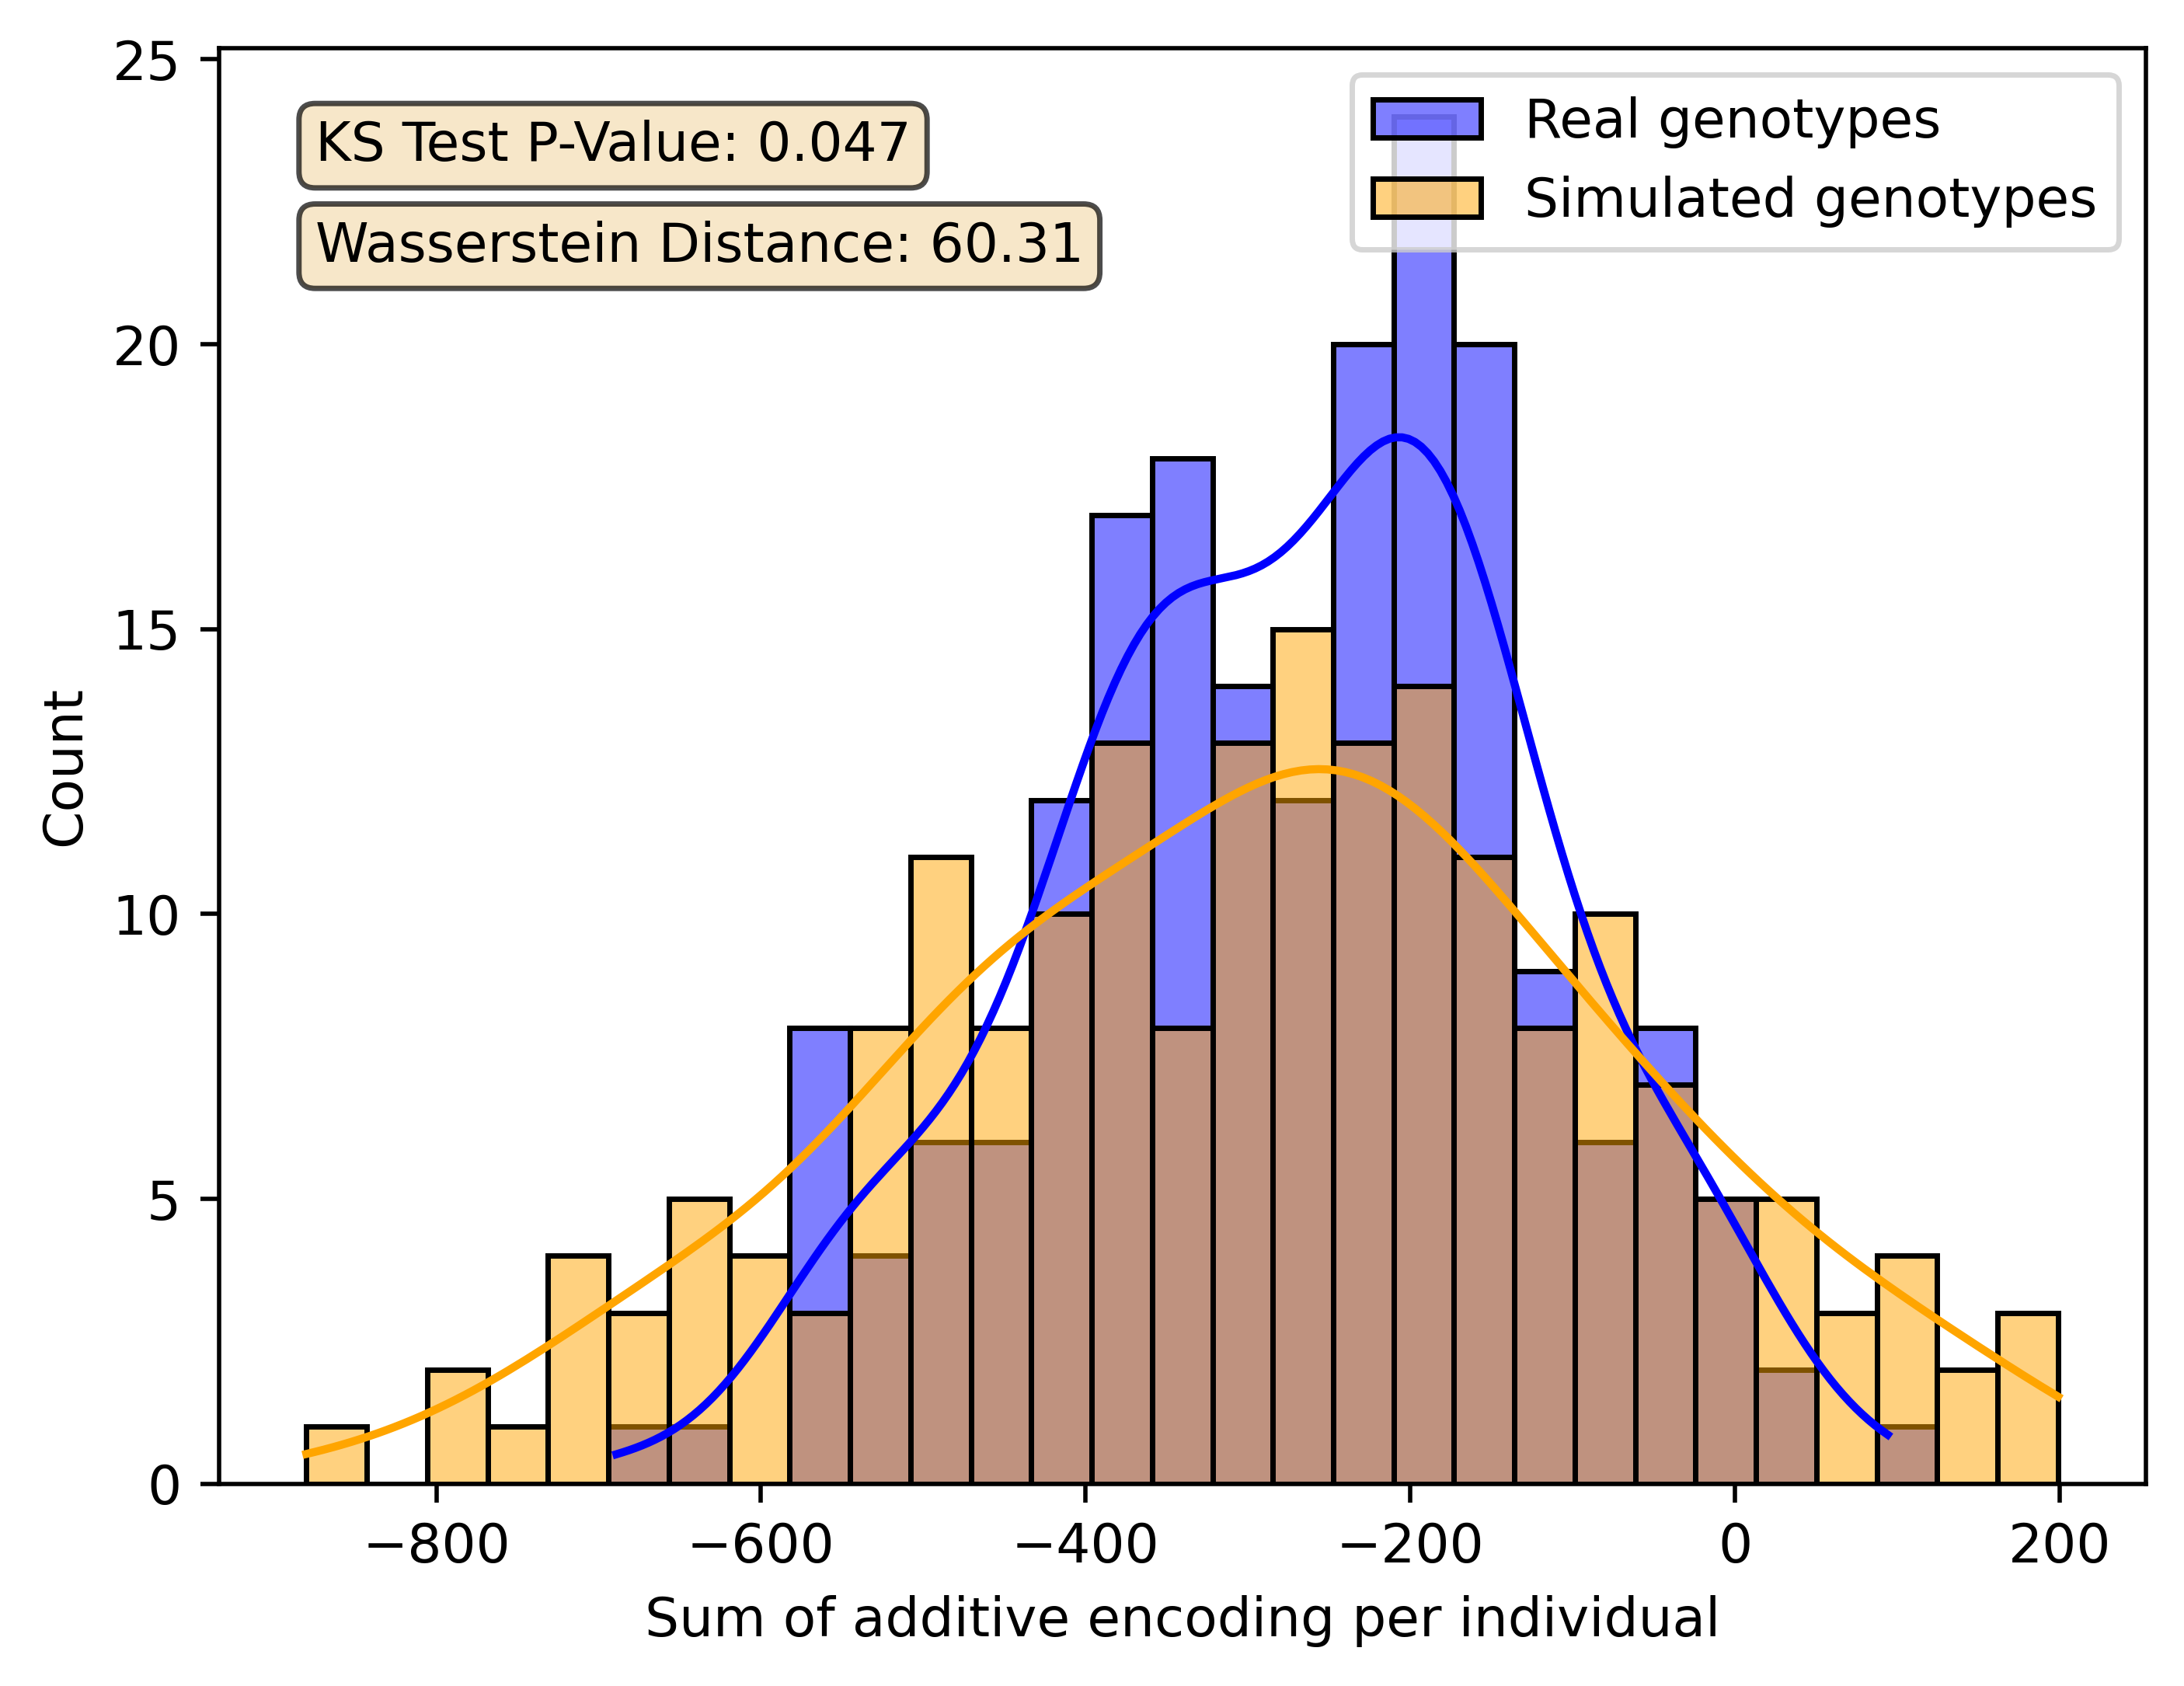 KS Test P-Value: 0.047
Wasserstein Distance: 60.31
Real genotypes
Simulated genotypes
25
20
15
10
5
0
Count
−800
−600
−400
−200
0
200
Sum of additive encoding per individual